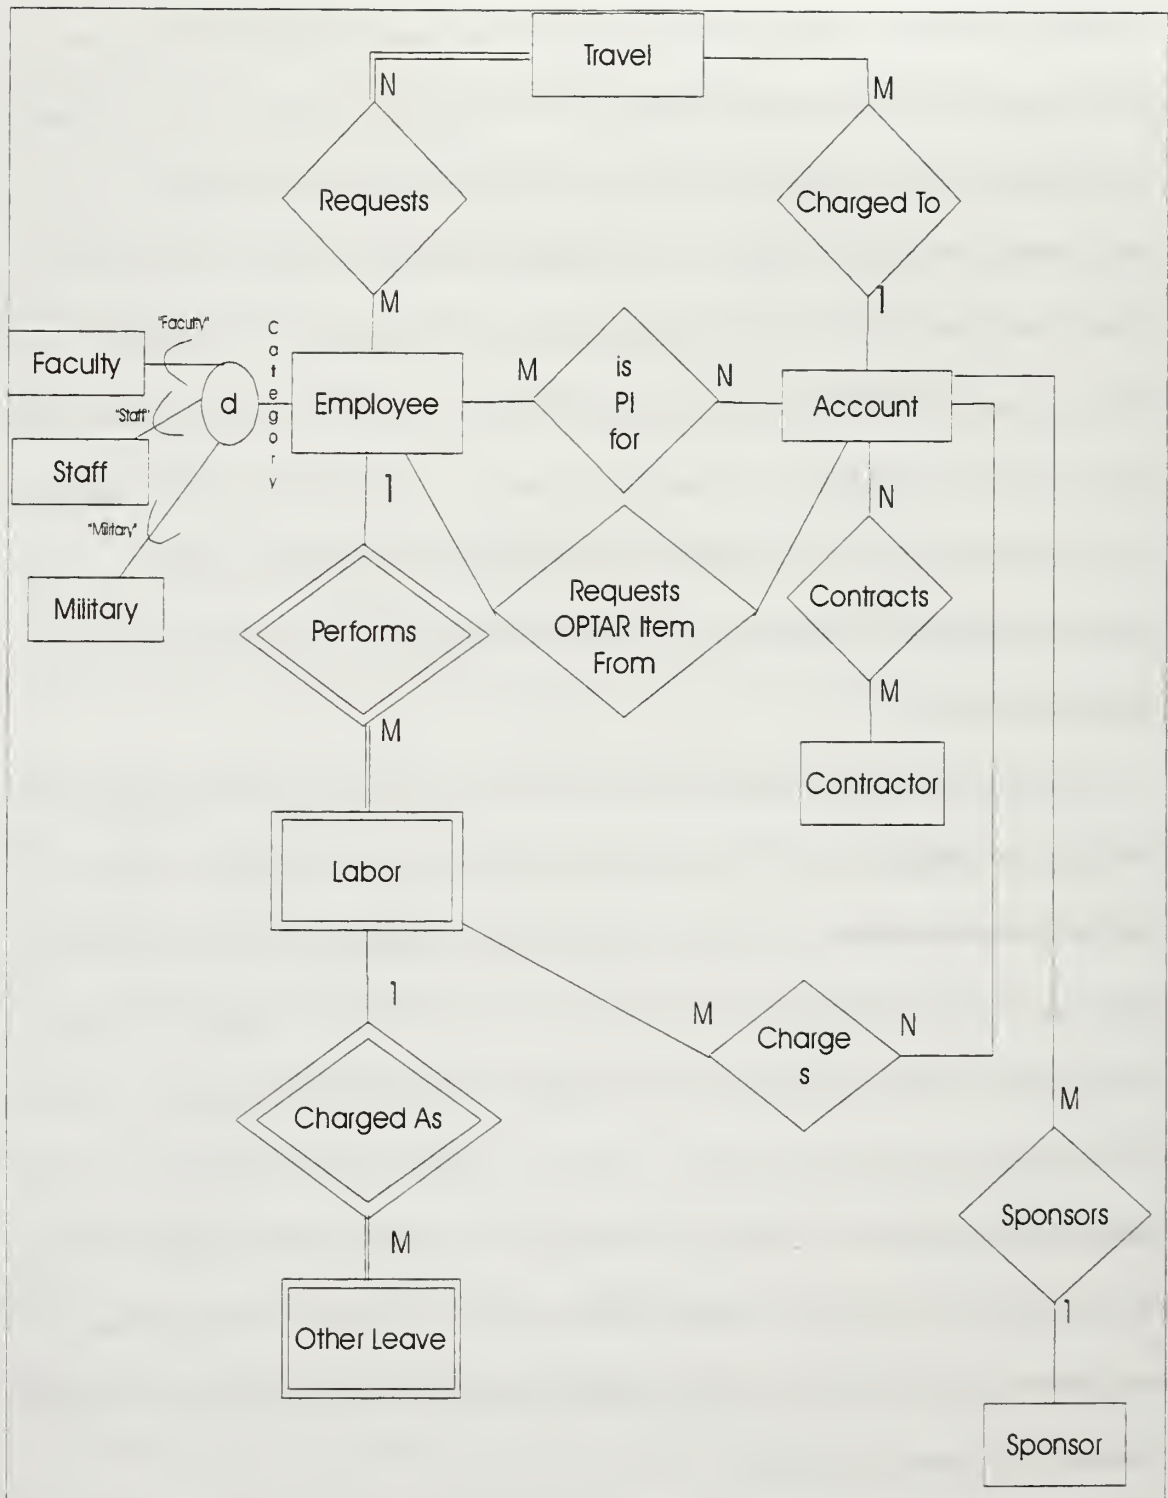 Travel
N
M
Requests
Charged To
M
1
"Faculty"
Category
Faculty
d
Employee
M
is
PI
for
N
Account
"Staff"
Staff
1
N
"Military"
Military
Performs
Requests
OPTAR Item
From
Contracts
M
M
Contractor
Labor
1
M
Charge
s
N
Charged As
M
Sponsors
M
1
Other Leave
Sponsor